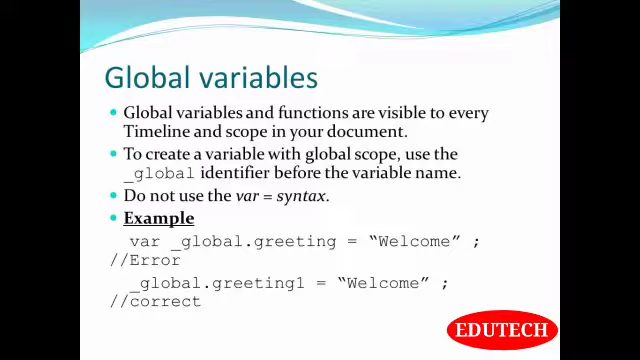 Global variables
• Global variables and functions are visible to every
Timeline and scope in your document.
• To create a variable with global scope, use the
_global identifier before the variable name.
• Do not use the var = syntax.
• Example
var _global.greeting = “Welcome” ;
//Error
_global.greeting1 = “Welcome” ;
//correct
EDUTECH